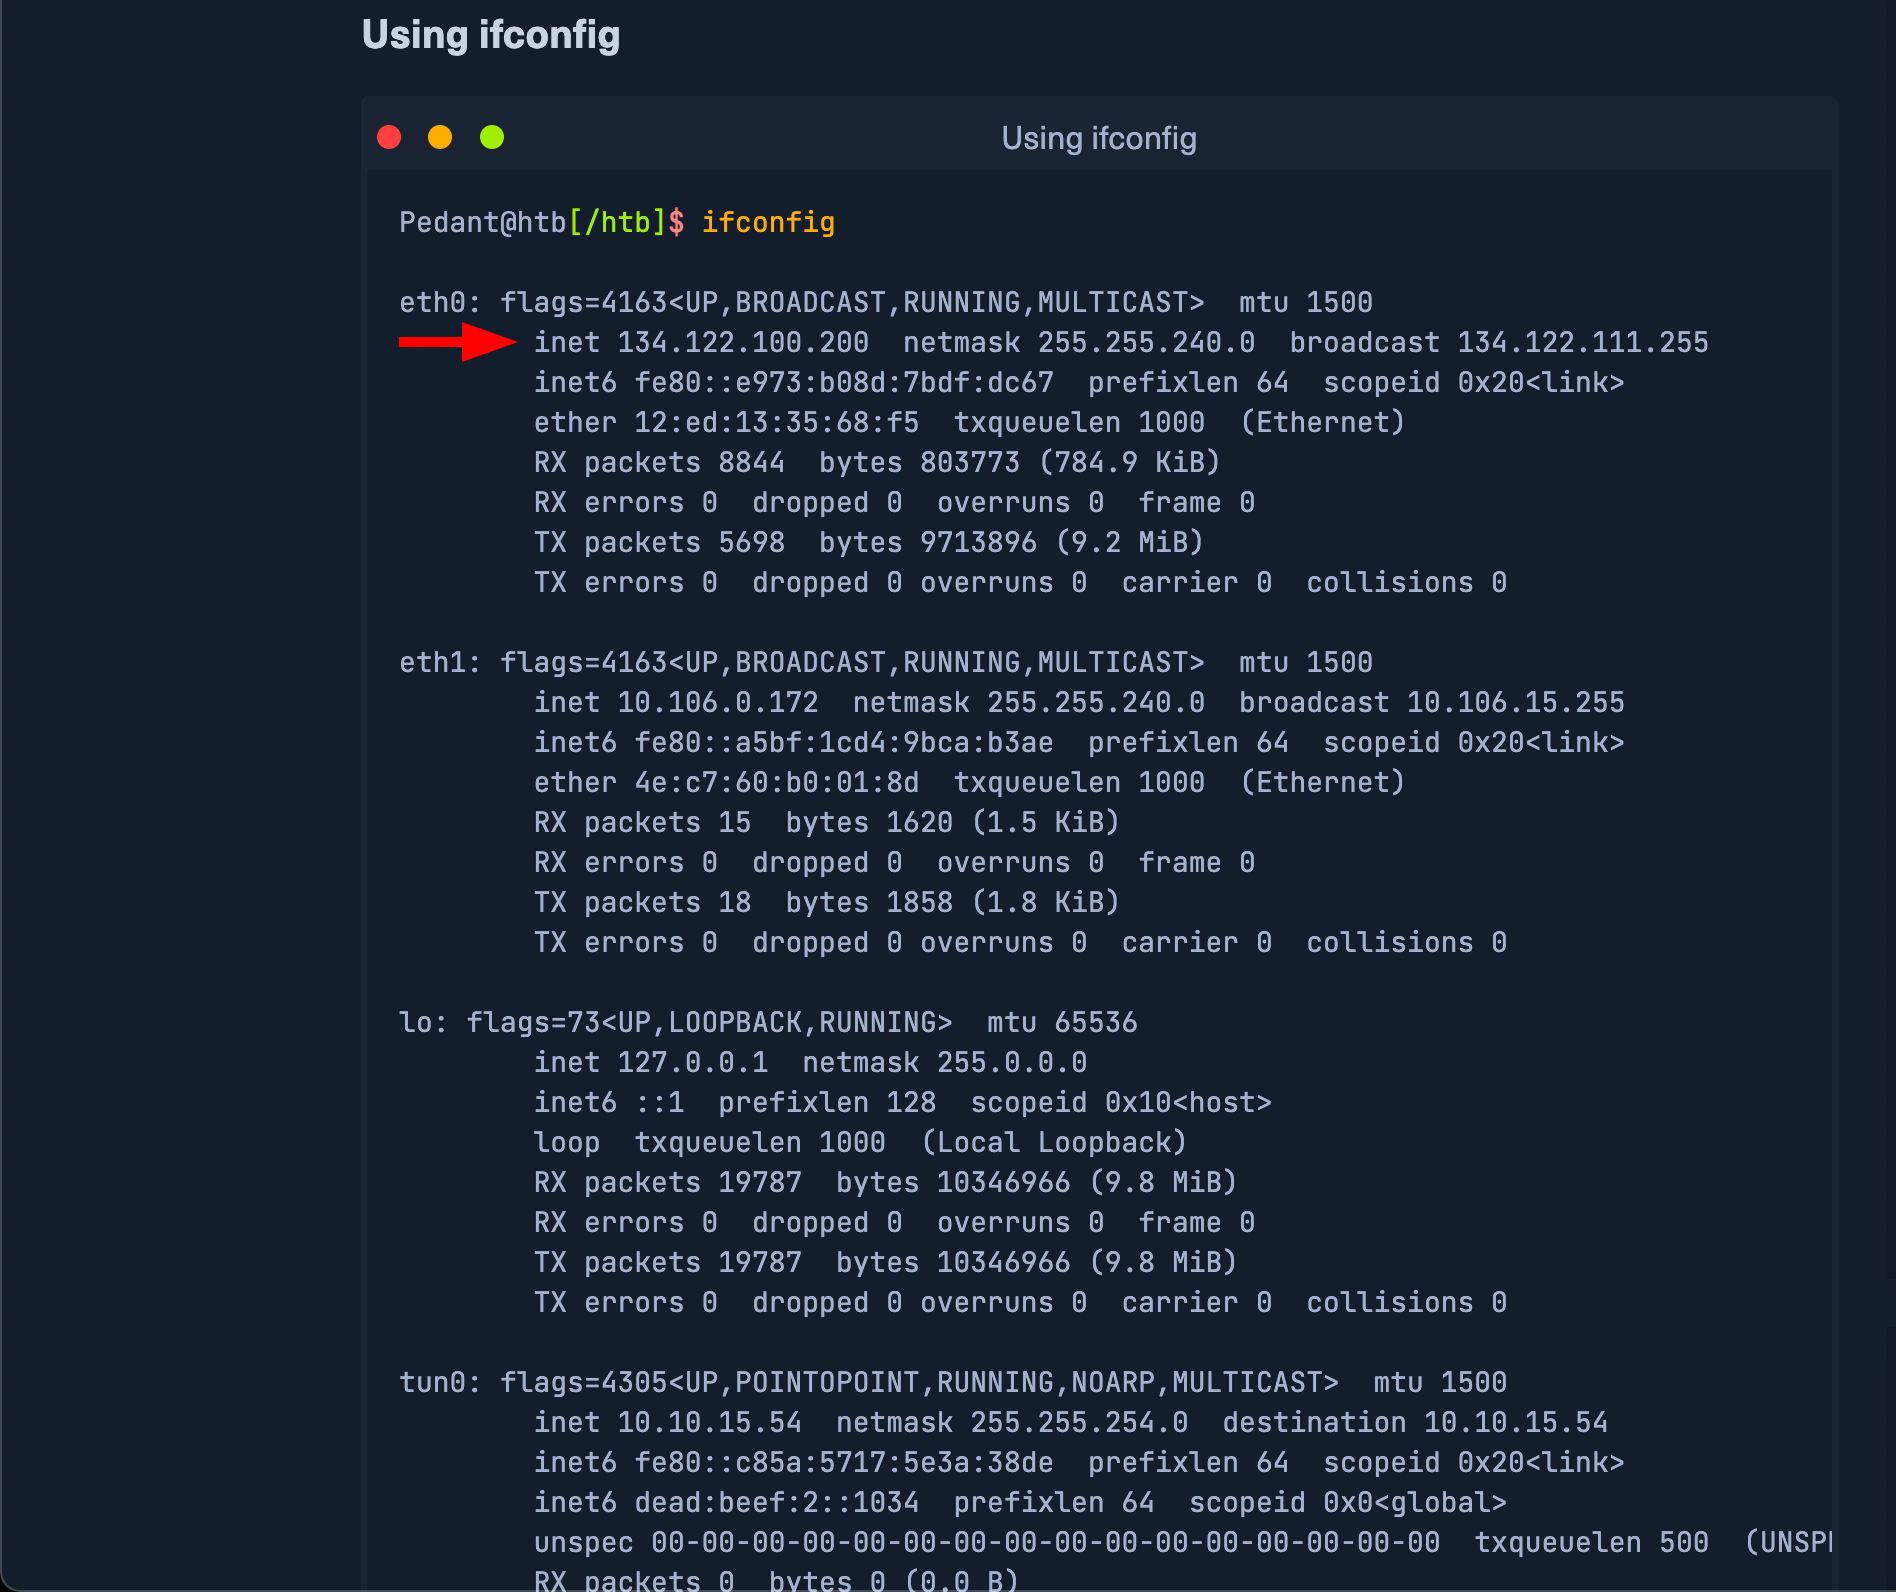 Using ifconfig
Using ifconfig
Pedant@htb[/htb]$ ifconfig
eth0: flags=4163<UP,BROADCAST,RUNNING,MULTICAST>  mtu 1500
inet 134.122.100.200  netmask 255.255.240.0  broadcast 134.122.111.255
inet6 fe80::e973:b08d:7bdf:dc67  prefixlen 64  scopeid 0x20<link>
ether 12:ed:13:35:68:f5  txqueuelen 1000  (Ethernet)
RX packets 8844  bytes 803773 (784.9 KiB)
RX errors 0  dropped 0  overruns 0  frame 0
TX packets 5698  bytes 9713896 (9.2 MiB)
TX errors 0  dropped 0 overruns 0  carrier 0  collisions 0
eth1: flags=4163<UP,BROADCAST,RUNNING,MULTICAST>  mtu 1500
inet 10.106.0.172  netmask 255.255.240.0  broadcast 10.106.15.255
inet6 fe80::a5bf:1cd4:9bca:b3ae  prefixlen 64  scopeid 0x20<link>
ether 4e:c7:60:b0:01:8d  txqueuelen 1000  (Ethernet)
RX packets 15  bytes 1620 (1.5 KiB)
RX errors 0  dropped 0  overruns 0  frame 0
TX packets 18  bytes 1858 (1.8 KiB)
TX errors 0  dropped 0 overruns 0  carrier 0  collisions 0
lo: flags=73<UP,LOOPBACK,RUNNING>  mtu 65536
inet 127.0.0.1  netmask 255.0.0.0
inet6 ::1  prefixlen 128  scopeid 0x10<host>
loop  txqueuelen 1000  (Local Loopback)
RX packets 19787  bytes 10346966 (9.8 MiB)
RX errors 0  dropped 0  overruns 0  frame 0
TX packets 19787  bytes 10346966 (9.8 MiB)
TX errors 0  dropped 0 overruns 0  carrier 0  collisions 0
tun0: flags=4305<UP,POINTOPOINT,RUNNING,NOARP,MULTICAST>  mtu 1500
inet 10.10.15.54  netmask 255.255.254.0  destination 10.10.15.54
inet6 fe80::c85a:5717:5e3a:38de  prefixlen 64  scopeid 0x20<link>
inet6 dead:beef:2::1034  prefixlen 64  scopeid 0x0<global>
unspec 00-00-00-00-00-00-00-00-00-00-00-00-00-00-00-00  txqueuelen 500  (UNSP
RX packets 0  bytes 0 (0.0 B)